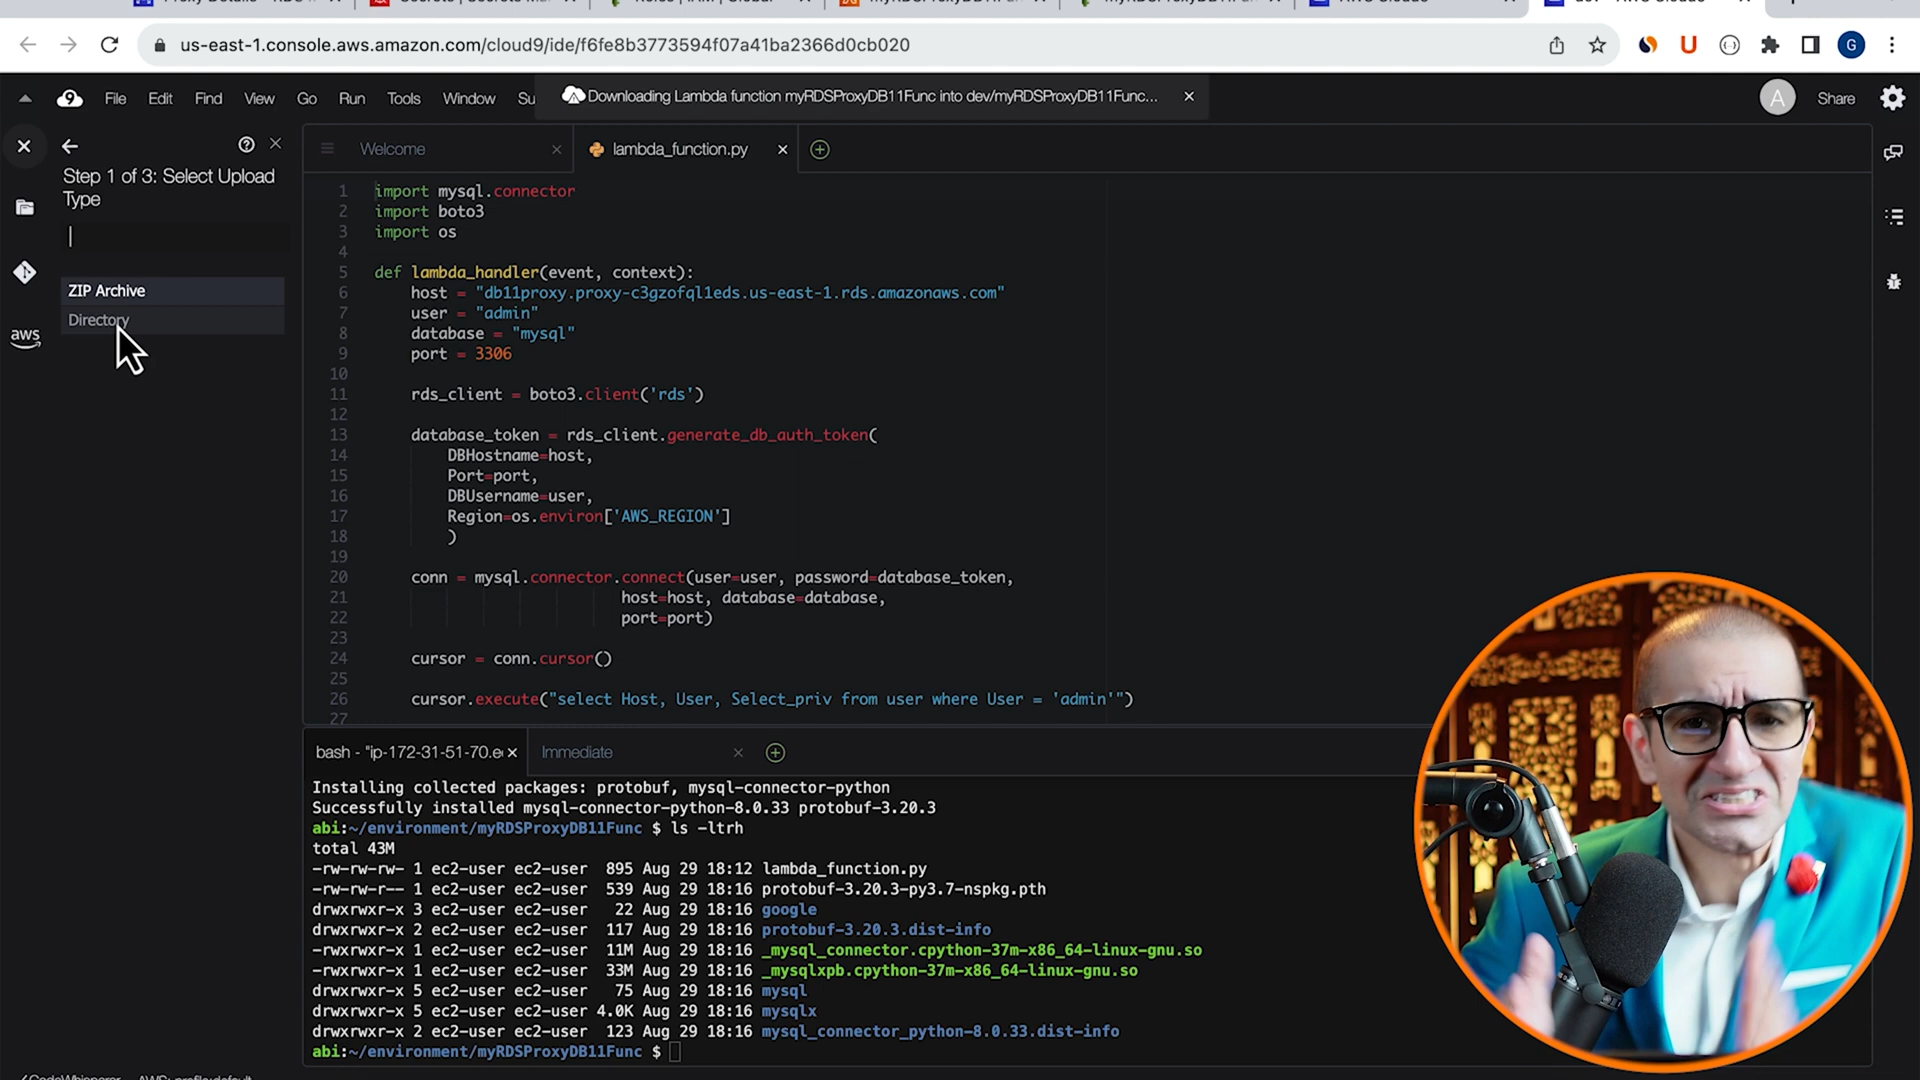 us-east-1.console.aws.amazon.com/cloud9/ide/f6fe8b3773594f07a41ba2366d0cb020
G
9 File Edit Find View Go Run Tools Window Su
Downloading Lambda function myRDSProxyDB11Func into dev/myRDSProxyDB11Func...
A Share
Step 1 of 3: Select Upload
Type
ZIP Archive
Directory
aws
Welcome
lambda_function.py
1 import mysql.connector
2 import boto3
3 import os
4
5 def lambda_handler(event, context):
6 host = "db11proxy.proxy-c3gzofql1eds.us-east-1.rds.amazonaws.com"
7 user = "admin"
8 database = "mysql"
9 port = 3306
10
11 rds_client = boto3.client('rds')
12
13 database_token = rds_client.generate_db_auth_token(
14 DBHostname=host,
15 Port=port,
16 DBUsername=user,
17 Region=os.environ['AWS_REGION']
18 )
19
20 conn = mysql.connector.connect(user=user, password=database_token,
21 host=host, database=database,
22 port=port)
23
24 cursor = conn.cursor()
25
26 cursor.execute("select Host, User, Select_priv from user where User = 'admin'")
27
bash - "ip-172-31-51-70.e
Immediate
Installing collected packages: protobuf, mysql-connector-python
Successfully installed mysql-connector-python-8.0.33 protobuf-3.20.3
abi:~/environment/myRDSProxyDB11Func $ ls -ltrh
total 43M
-rw-rw-rw- 1 ec2-user ec2-user 895 Aug 29 18:12 lambda_function.py
-rw-rw-r-- 1 ec2-user ec2-user 539 Aug 29 18:16 protobuf-3.20.3-py3.7-nspkg.pth
drwxrwxr-x 3 ec2-user ec2-user 22 Aug 29 18:16 google
drwxrwxr-x 2 ec2-user ec2-user 117 Aug 29 18:16 protobuf-3.20.3.dist-info
-rwxrwxr-x 1 ec2-user ec2-user 11M Aug 29 18:16 _mysql_connector.cpython-37m-x86_64-linux-gnu.so
-rwxrwxr-x 1 ec2-user ec2-user 33M Aug 29 18:16 _mysqlxpb.cpython-37m-x86_64-linux-gnu.so
drwxrwxr-x 5 ec2-user ec2-user 75 Aug 29 18:16 mysql
drwxrwxr-x 5 ec2-user ec2-user 4.0K Aug 29 18:16 mysqlx
drwxrwxr-x 2 ec2-user ec2-user 123 Aug 29 18:16 mysql_connector_python-8.0.33.dist-info
abi:~/environment/myRDSProxyDB11Func $